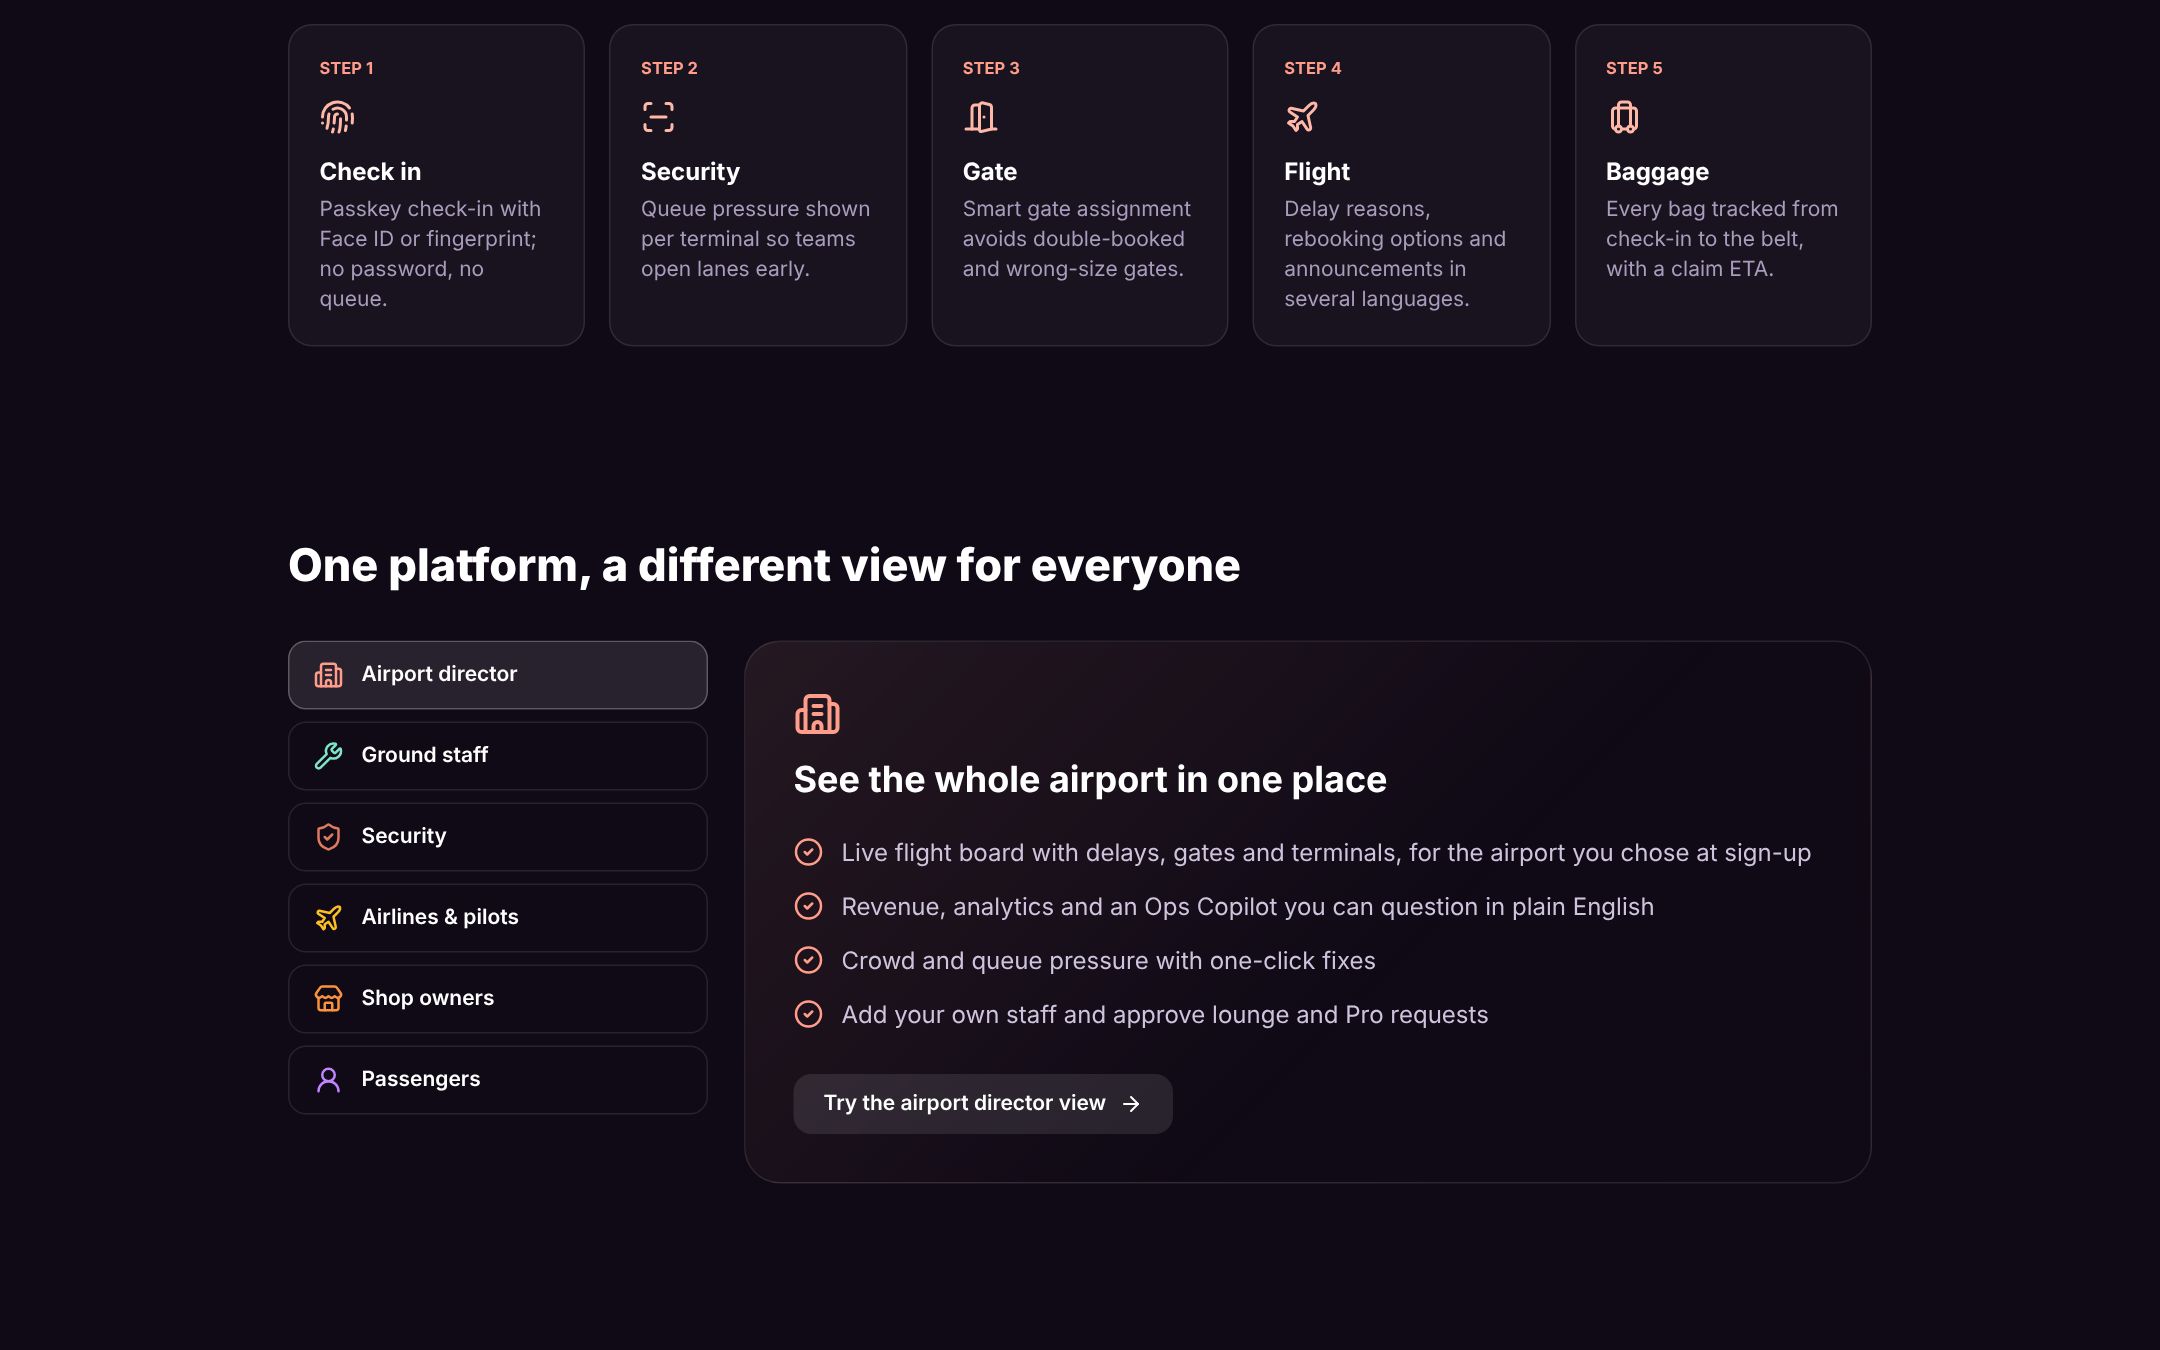 STEP 1
Check in
Passkey check-in with
Face ID or fingerprint;
no password, no
queue.
STEP 2
Security
Queue pressure shown
per terminal so teams
open lanes early.
STEP 3
Gate
Smart gate assignment
avoids double-booked
and wrong-size gates.
STEP 4
Flight
Delay reasons,
rebooking options and
announcements in
several languages.
STEP 5
Baggage
Every bag tracked from
check-in to the belt,
with a claim ETA.
One platform, a different view for everyone
Airport director
Ground staff
Security
Airlines & pilots
Shop owners
Passengers
See the whole airport in one place
Live flight board with delays, gates and terminals, for the airport you chose at sign-up
Revenue, analytics and an Ops Copilot you can question in plain English
Crowd and queue pressure with one-click fixes
Add your own staff and approve lounge and Pro requests
Try the airport director view